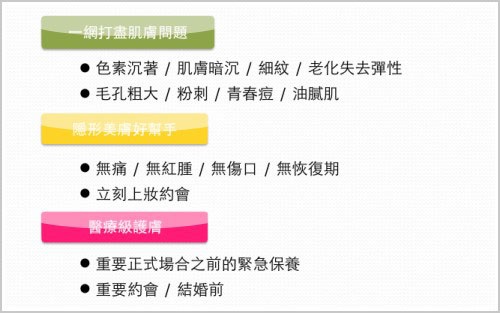 一網打盡肌膚問題
● 色素沉著 / 肌膚暗沉 / 細紋 / 老化失去彈性
● 毛孔粗大 / 粉刺 / 青春痘 / 油膩肌
隱形美膚好幫手
● 無痛 / 無紅腫 / 無傷口 / 無恢復期
● 立刻上妝約會
醫療級護膚
● 重要正式場合之前的緊急保養
● 重要約會 / 結婚前